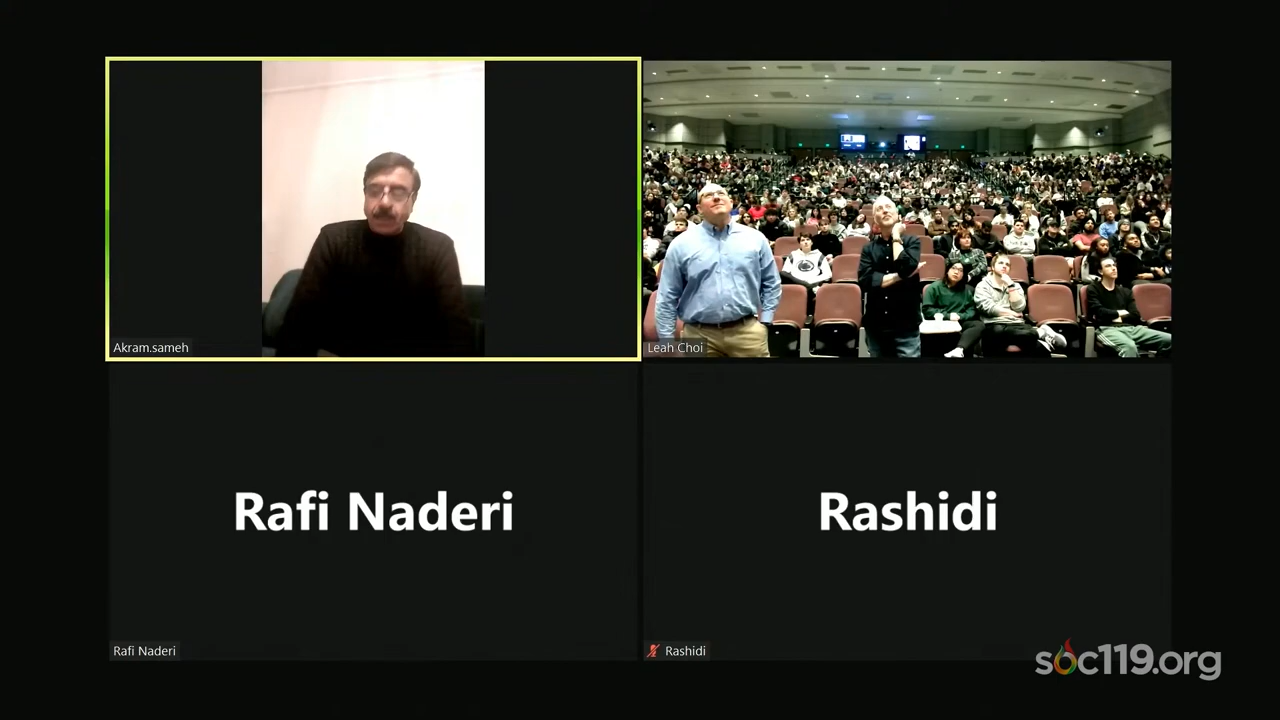 Akram.sameh
Leah Choi
Rafi Naderi
Rashidi
Rafi Naderi
Rashidi
soc119.org